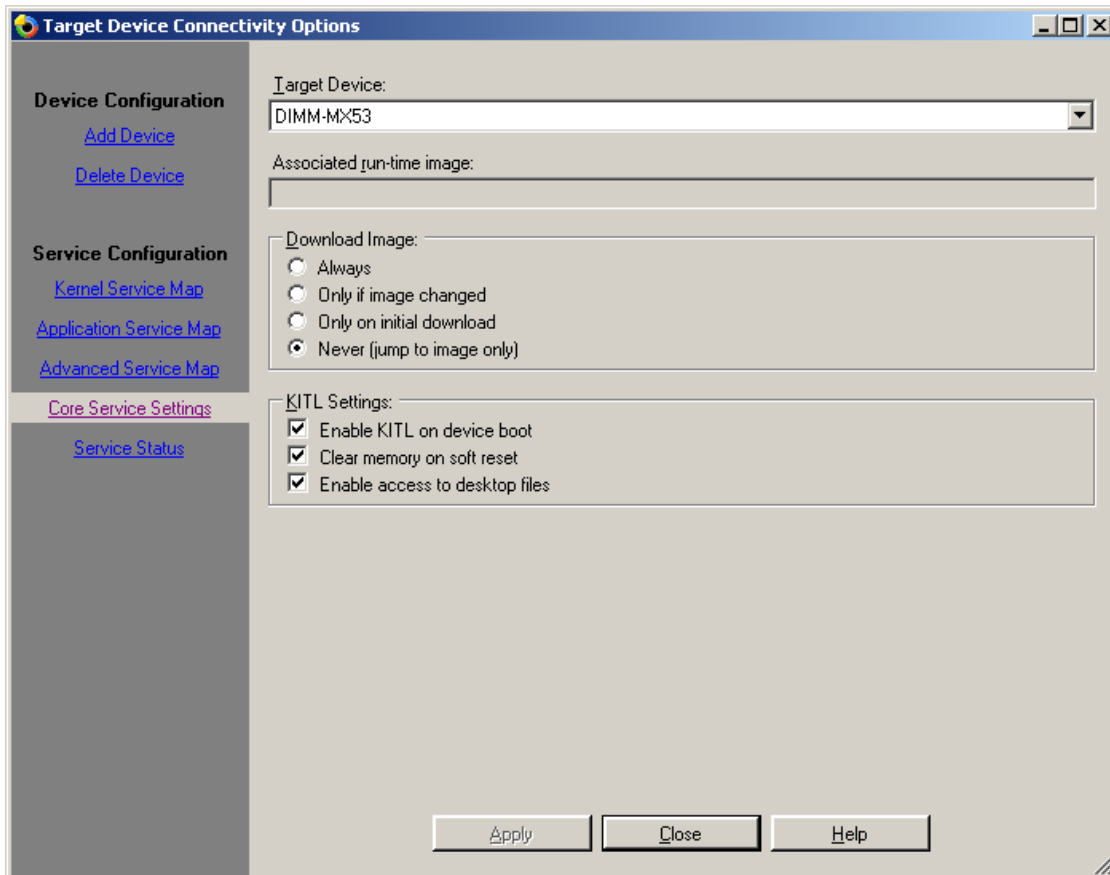 Target Device Connectivity Options
Device Configuration
Add Device
Delete Device
Service Configuration
Kernel Service Map
Application Service Map
Advanced Service Map
Core Service Settings
Service Status
Target Device:
DIMM-MX53
Associated run-time image:
Download Image:
Always
Only if image changed
Only on initial download
Never (jump to image only)
KITL Settings:
Enable KITL on device boot
Clear memory on soft reset
Enable access to desktop files
Apply
Close
Help